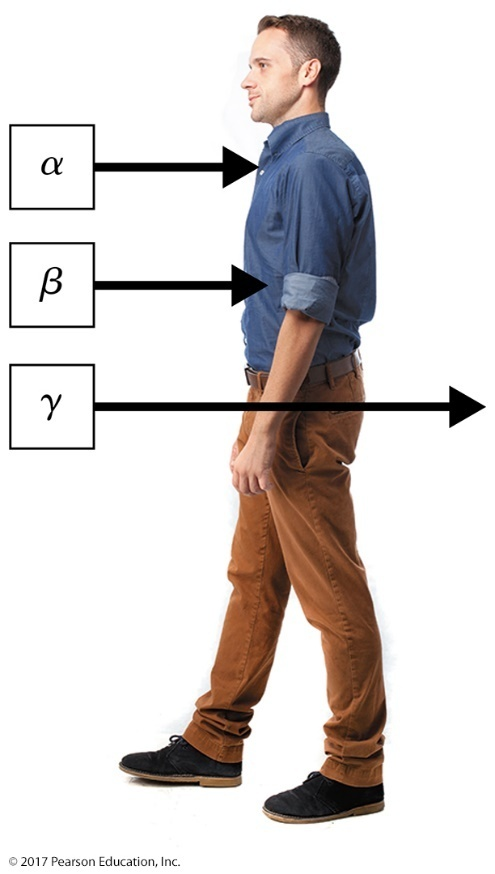 α
β
γ
© 2017 Pearson Education, Inc.